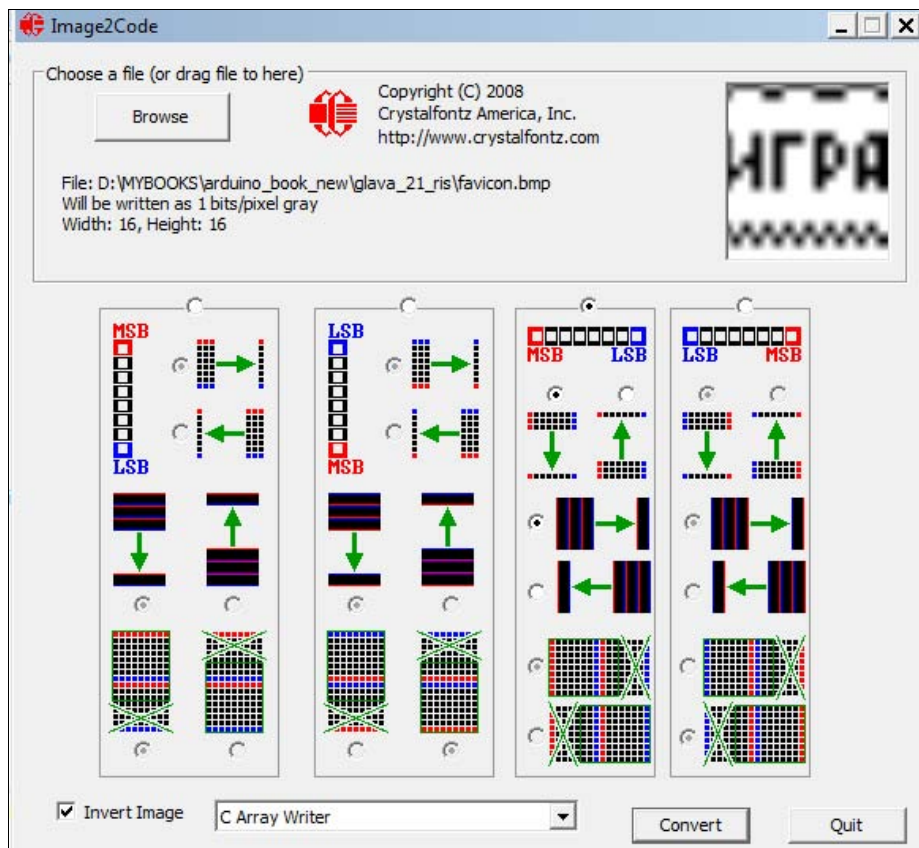 Image2Code
Choose a file (or drag file to here)
Browse
Copyright (C) 2008
Crystalfontz America, Inc.
http://www.crystalfontz.com
File: D:\MYBOOKS\arduino_book_new\glava_21_ris\favicon.bmp
Will be written as 1 bits/pixel gray
Width: 16, Height: 16
ИГРА
MSB
LSB
LSB
MSB
MSB LSB
LSB MSB
Invert Image
C Array Writer
Convert
Quit